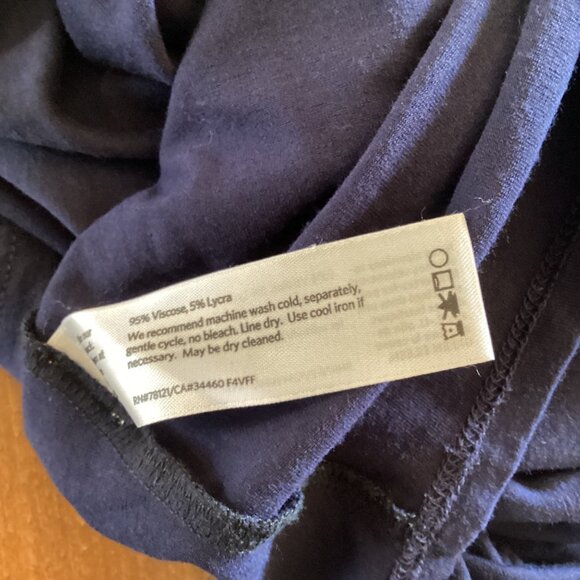 95% Viscose, 5% Lycra
We recommend machine wash cold, separately,
gentle cycle, no bleach. Line dry. Use cool iron if
necessary. May be dry cleaned.
RN#78121/CA#34460 F4VFF